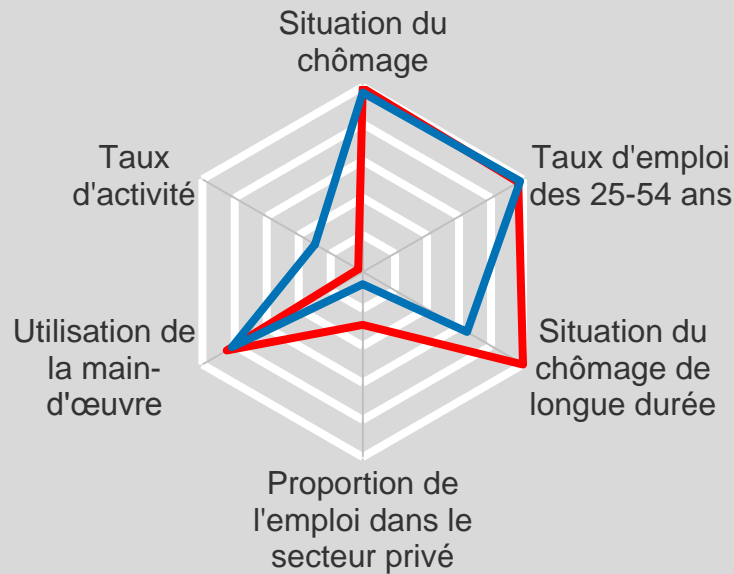 Situation du
chômage
Taux d'emploi
des 25-54 ans
Situation du
chômage de
longue durée
Proportion de
l'emploi dans le
secteur privé
Utilisation de
la main-
d'œuvre
Taux
d'activité